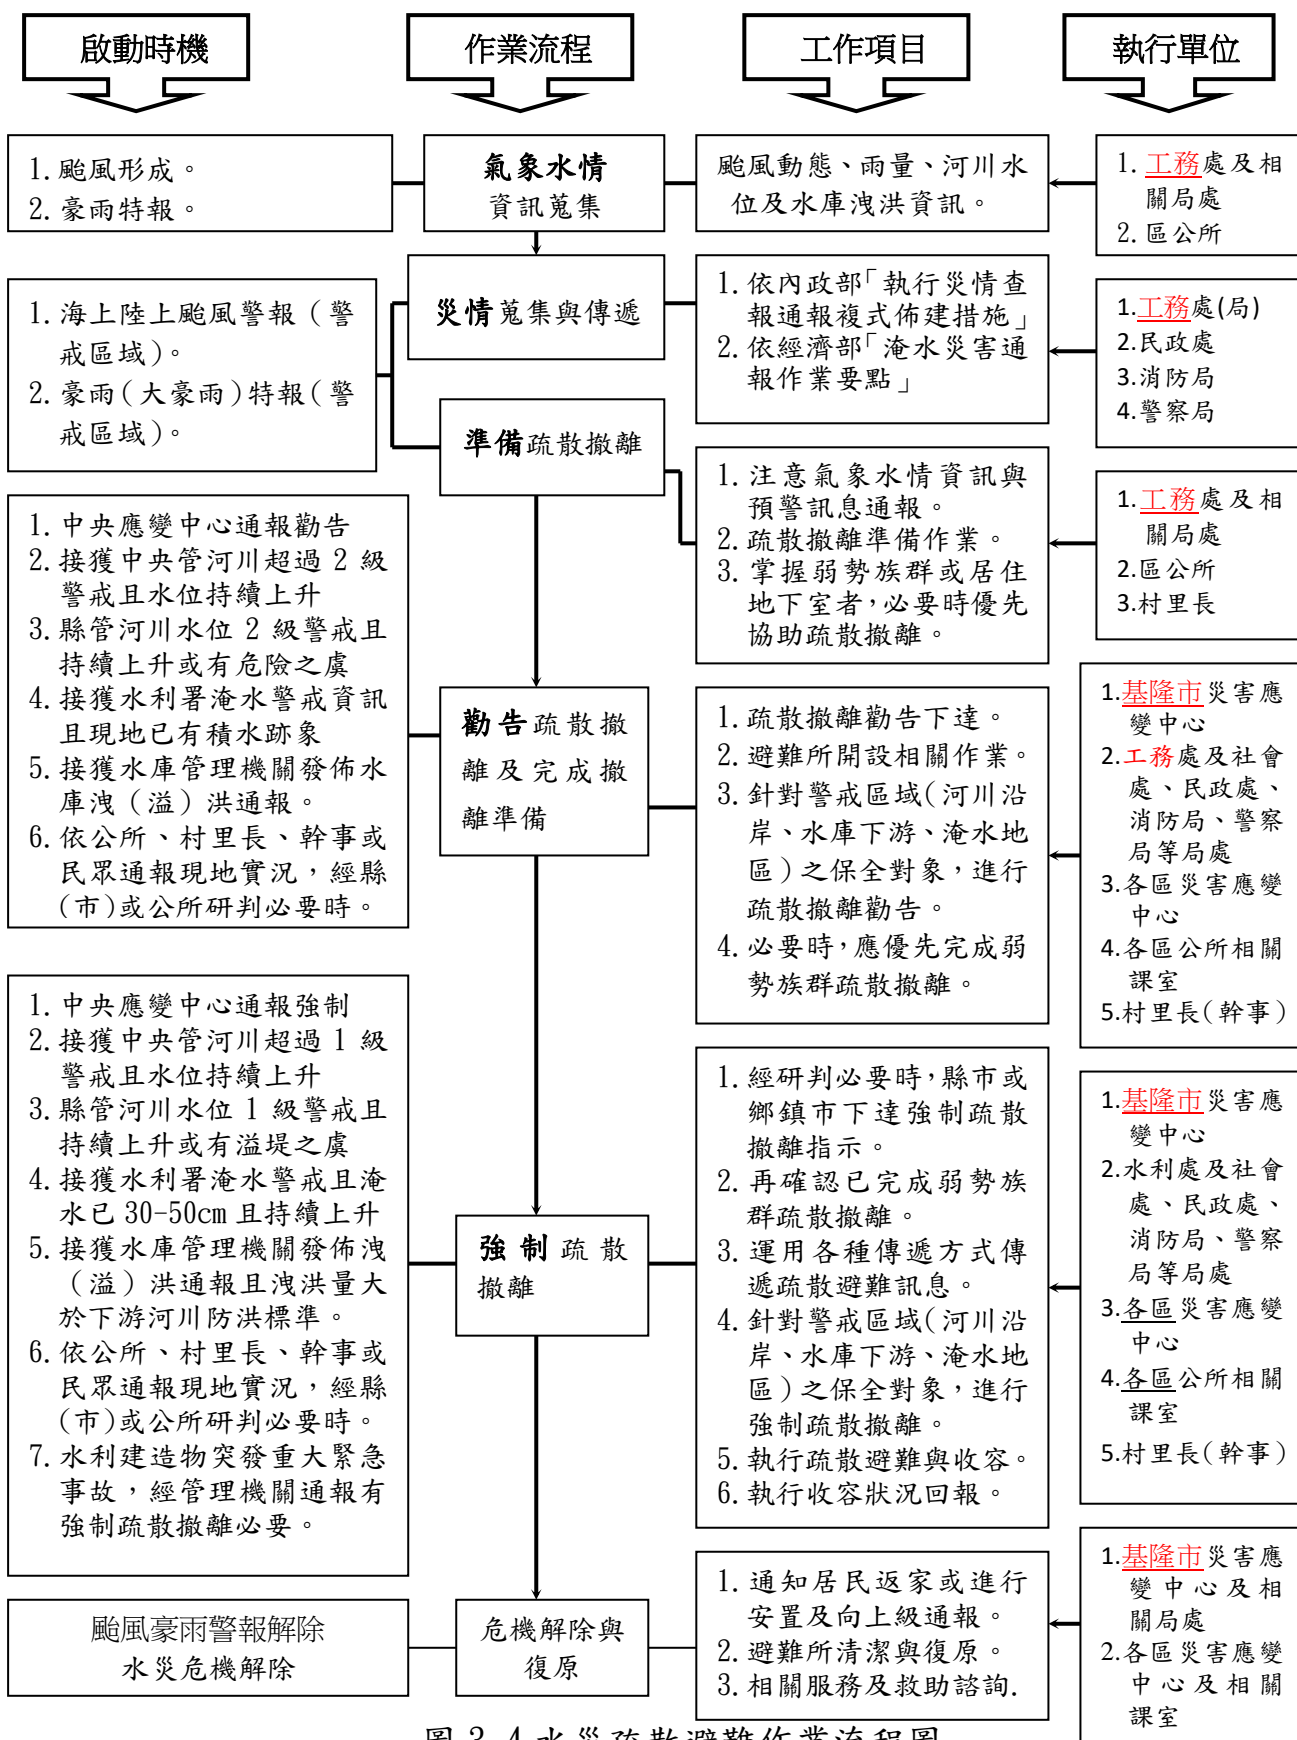 啟動時機
作業流程
工作項目
執行單位
1.颱風形成。
2.豪雨特報。
氣象水情
資訊蒐集
颱風動態、雨量、河川水
位及水庫洩洪資訊。
1.工務處及相
關局處
2.區公所
1.海上陸上颱風警報（警
戒區域）。
2.豪雨（大豪雨）特報（警
戒區域）。
災情蒐集與傳遞
1.依內政部「執行災情查
報通報複式佈建措施」
2.依經濟部「淹水災害通
報作業要點」
1.工務處(局)
2.民政處
3.消防局
4.警察局
準備疏散撤離
1.注意氣象水情資訊與
預警訊息通報。
2.疏散撤離準備作業。
3.掌握弱勢族群或居住
地下室者，必要時優先
協助疏散撤離。
1.工務處及相
關局處
2.區公所
3.村里長
1.中央應變中心通報勸告
2.接獲中央管河川超過 2 級
警戒且水位持續上升
3.縣管河川水位 2 級警戒且
持續上升或有危險之虞
4.接獲水利署淹水警戒資訊
且現地已有積水跡象
5.接獲水庫管理機關發佈水
庫洩（溢）洪通報。
6.依公所、村里長、幹事或
民眾通報現地實況，經縣
(市)或公所研判必要時。
勸告疏散撤
離及完成撤
離準備
1.疏散撤離勸告下達。
2.避難所開設相關作業。
3.針對警戒區域（河川沿
岸、水庫下游、淹水地
區）之保全對象，進行
疏散撤離勸告。
4.必要時，應優先完成弱
勢族群疏散撤離。
1.基隆市災害應
變中心
2.工務處及社會
處、民政處、
消防局、警察
局等局處
3.各區災害應變
中心
4.各區公所相關
課室
5.村里長（幹事）
1.中央應變中心通報強制
2.接獲中央管河川超過 1 級
警戒且水位持續上升
3.縣管河川水位 1 級警戒且
持續上升或有溢堤之虞
4.接獲水利署淹水警戒且淹
水已 30-50cm 且持續上升
5.接獲水庫管理機關發佈洩
（溢）洪通報且洩洪量大
於下游河川防洪標準。
6.依公所、村里長、幹事或
民眾通報現地實況，經縣
(市)或公所研判必要時。
7.水利建造物突發重大緊急
事故，經管理機關通報有
強制疏散撤離必要。
強制疏散
撤離
1.經研判必要時，縣市或
鄉鎮市下達強制疏散
撤離指示。
2.再確認已完成弱勢族
群疏散撤離。
3.運用各種傳遞方式傳
遞疏散避難訊息。
4.針對警戒區域（河川沿
岸、水庫下游、淹水地
區）之保全對象，進行
強制疏散撤離。
5.執行疏散避難與收容。
6.執行收容狀況回報。
1.基隆市災害應
變中心
2.水利處及社會
處、民政處、
消防局、警察
局等局處
3.各區災害應變
中心
4.各區公所相關
課室
5.村里長（幹事）
颱風豪雨警報解除
水災危機解除
危機解除與
復原
1.通知居民返家或進行
安置及向上級通報。
2.避難所清潔與復原。
3.相關服務及救助諮詢.
1.基隆市災害應
變中心及相
關局處
2.各區災害應變
中心及相關
課室
圖 3-4 水災疏散避難作業流程圖